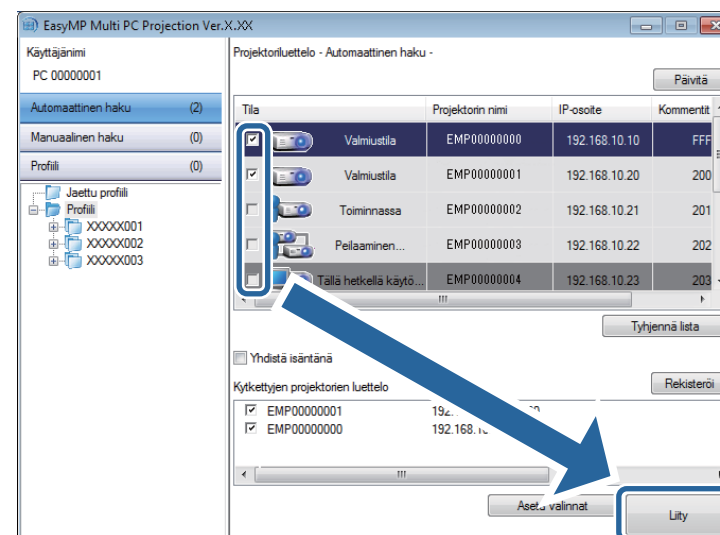 EasyMP Multi PC Projection Ver.X.XX
Käyttäjänimi
PC 00000001
Automaattinen haku (2)
Manuaalinen haku (0)
Profiili (0)
Jaettu profiili
Profiili
XXXXX001
XXXXX002
XXXXX003
Projektoriluettelo - Automaattinen haku -
Päivitä
Tila Projektorin nimi IP-osoite Kommentit
Valmiustila EMP00000000 192.168.10.10 FFF
Valmiustila EMP00000001 192.168.10.20 200
Toiminnassa EMP00000002 192.168.10.21 201
Peilaaminen... EMP00000003 192.168.10.22 202
Tällä hetkellä käytö... EMP00000004 192.168.10.23 203
Tyhjennä lista
Yhdistä isäntänä
Kytkettyjen projektorien luettelo
Rekisteröi
EMP00000001
EMP00000000
Aseta valinnat
Liity